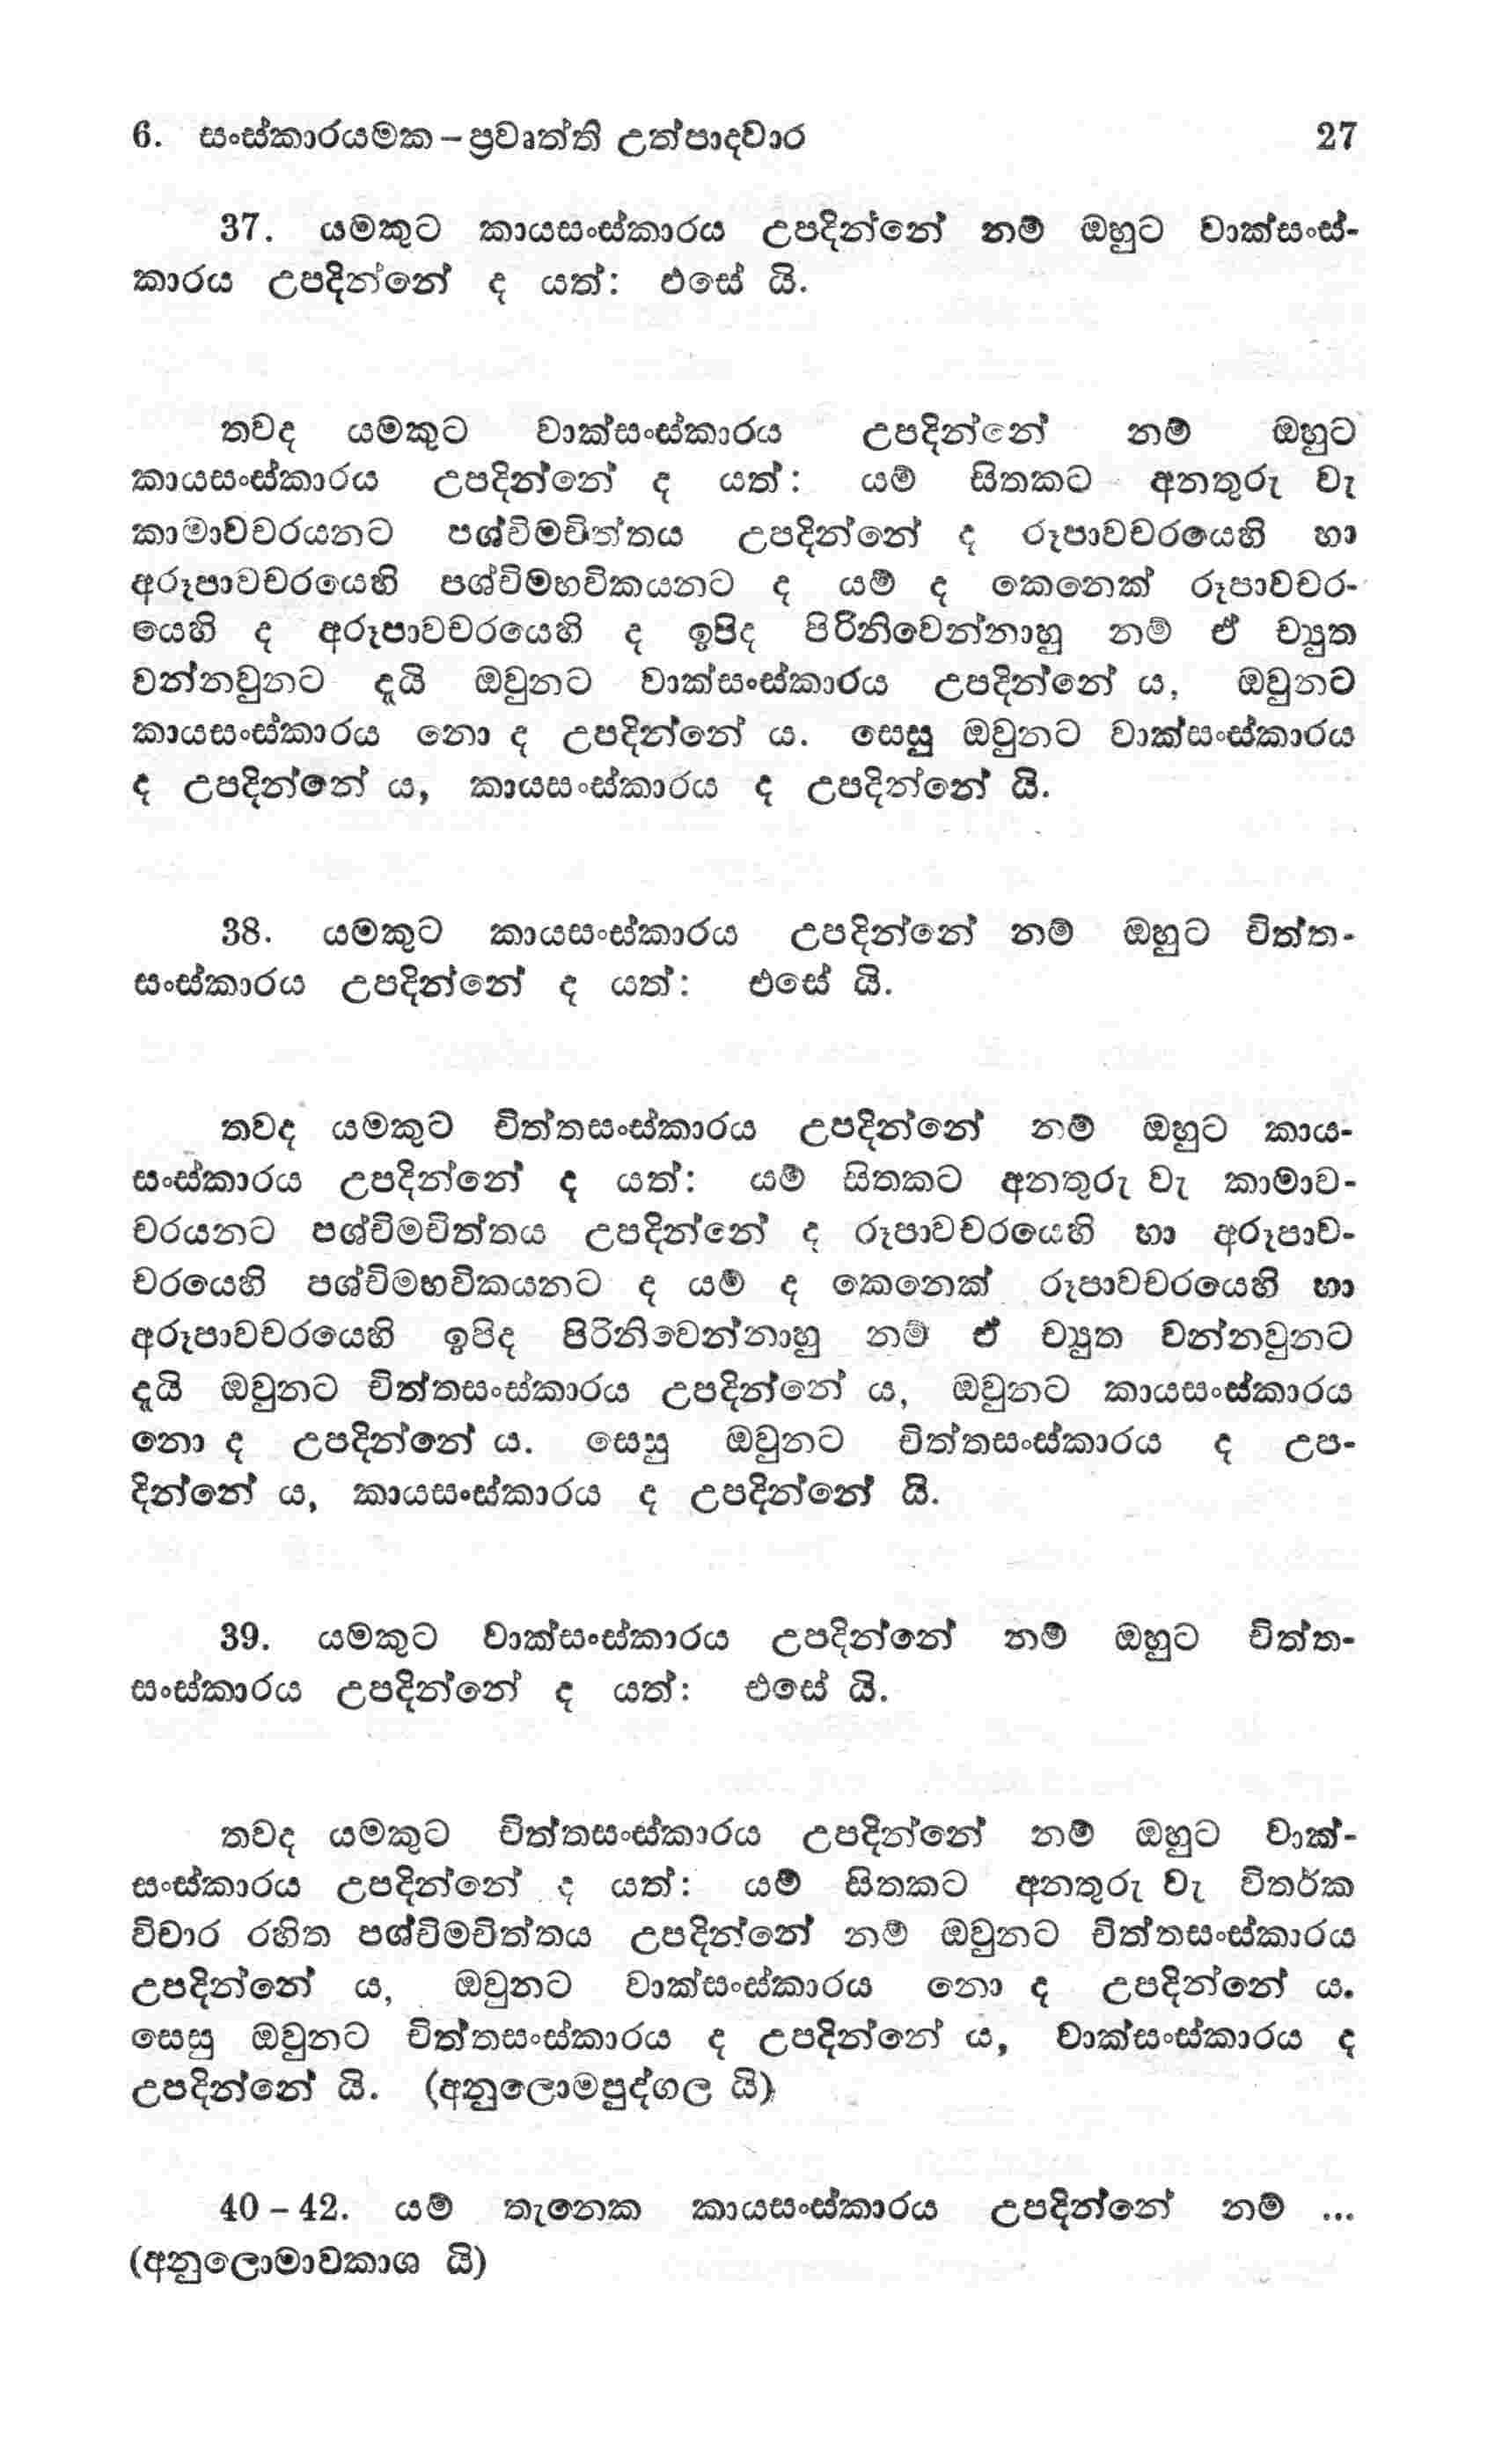 6. සංස්කාරයමක – ප්‍රවෘත්ති උත්පාදවාර 27
37. යමකුට කායසංස්කාරය උපදින්නේ නම් ඔහුට වාක්සංස්-
කාරය උපදින්නේ ද යත්: එසේ යි.
තවද යමකුට වාක්සංස්කාරය උපදින්නේ නම් ඔහුට
කායසංස්කාරය උපදින්නේ ද යත්: යම් සිතකට අනතුරු වැ
කාමාවචරයනට පශ්චිමචිත්තය උපදින්නේ ද රූපාවචරයෙහි හා
අරූපාවචරයෙහි පශ්චිමභවිකයනට ද යම් ද කෙනෙක් රූපාවචර-
යෙහි ද අරූපාවචරයෙහි ද ඉපිද පිරිනිවෙන්නාහු නම් ඒ ච්‍යුත
වන්නවුනට දූයි ඔවුනට වාක්සංස්කාරය උපදින්නේ ය, ඔවුනට
කායසංස්කාරය නො ද උපදින්නේ ය. සෙසු ඔවුනට වාක්සංස්කාරය
ද උපදින්නේ ය, කායසංස්කාරය ද උපදින්නේ යි.
38. යමකුට කායසංස්කාරය උපදින්නේ නම් ඔහුට චිත්ත-
සංස්කාරය උපදින්නේ ද යත්: එසේ යි.
තවද යමකුට චිත්තසංස්කාරය උපදින්නේ නම් ඔහුට කාය-
සංස්කාරය උපදින්නේ ද යත්: යම් සිතකට අනතුරු වැ කාමාව-
චරයනට පශ්චිමචිත්තය උපදින්නේ ද රූපාවචරයෙහි හා අරූපාව-
චරයෙහි පශ්චිමභවිකයනට ද යම් ද කෙනෙක් රූපාවචරයෙහි හා
අරූපාවචරයෙහි ඉපිද පිරිනිවෙන්නාහු නම් ඒ ච්‍යුත වන්නවුනට
දූයි ඔවුනට චිත්තසංස්කාරය උපදින්නේ ය, ඔවුනට කායසංස්කාරය
නො ද උපදින්නේ ය. සෙසු ඔවුනට චිත්තසංස්කාරය ද උප-
දින්නේ ය, කායසංස්කාරය ද උපදින්නේ යි.
39. යමකුට වාක්සංස්කාරය උපදින්නේ නම් ඔහුට චිත්ත-
සංස්කාරය උපදින්නේ ද යත්: එසේ යි.
තවද යමකුට චිත්තසංස්කාරය උපදින්නේ නම් ඔහුට වාක්-
සංස්කාරය උපදින්නේ ද යත්: යම් සිතකට අනතුරු වැ විතර්ක
විචාර රහිත පශ්චිමචිත්තය උපදින්නේ නම් ඔවුනට චිත්තසංස්කාරය
උපදින්නේ ය, ඔවුනට වාක්සංස්කාරය නො ද උපදින්නේ ය.
සෙසු ඔවුනට චිත්තසංස්කාරය ද උපදින්නේ ය, වාක්සංස්කාරය ද
උපදින්නේ යි. (අනුලොමපුද්ගල යි)
40 – 42. යම් තැනෙක කායසංස්කාරය උපදින්නේ නම් ...
(අනුලොමාවකාශ යි)